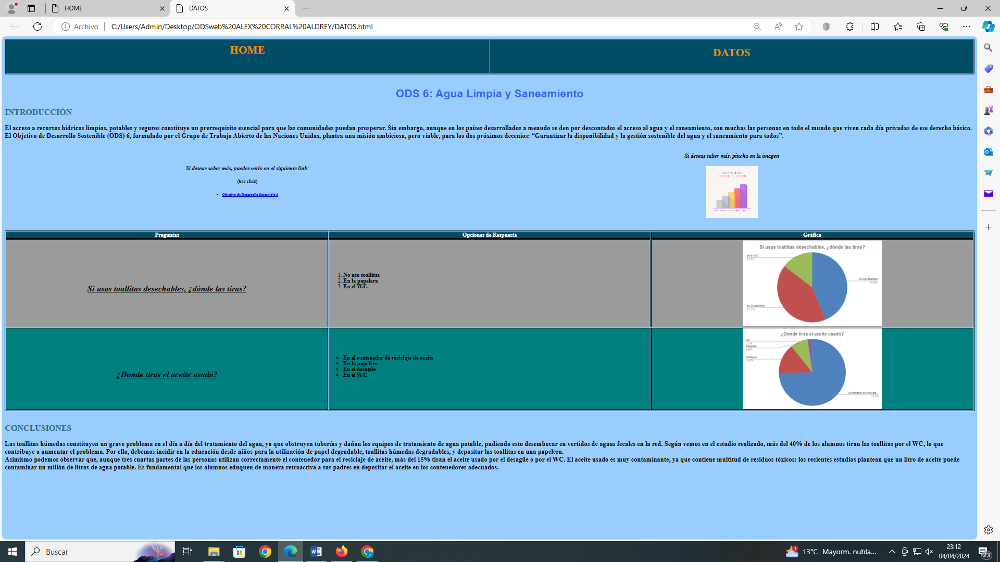 HOME
DATOS
Archivo
C:/Users/Admin/Desktop/ODSweb%20ALEX%20CORRAL%20ALDREY/DATOS.html
HOME
DATOS
ODS 6: Agua Limpia y Saneamiento
INTRODUCCIÓN
El acceso a recursos hídricos limpios, potables y seguros constituye un prerrequisito esencial para que las comunidades puedan prosperar. Sin embargo, aunque en los países desarrollados a menudo se den por descontados el acceso al agua y el saneamiento, son muchas las personas en todo el mundo que viven cada día privadas de ese derecho básico.
El Objetivo de Desarrollo Sostenible (ODS) 6, formulado por el Grupo de Trabajo Abierto de las Naciones Unidas, plantea una misión ambiciosa, pero viable, para los dos próximos decenios: “Garantizar la disponibilidad y la gestión sostenible del agua y el saneamiento para todos”.
Si deseas saber más, puedes verlo en el siguiente link:
(haz click)
• Objetivo de Desarrollo Sostenible 6
Si deseas saber más, pincha en la imagen
PORTAL DE DATOS
Preguntas
Opciones de Respuesta
Gráfica
Si usas toallitas desechables, ¿dónde las tiras?
1. No uso toallitas
2. En la papelera
3. En el W.C.
Si usas toallitas desechables, ¿dónde las tiras?
en el WC
No uso toallitas
en la papelera
¿Donde tiras el aceite usado?
En el contenedor de reciclaje de aceite
En la papelera
En el desagüe
En el W.C.
¿Donde tiras el aceite usado?
WC
Papelera
Desagüe
Contenedor de reciclaje...
CONCLUSIONES
Las toallitas húmedas constituyen un grave problema en el día a día del tratamiento del agua, ya que obstruyen tuberías y dañan los equipos de tratamiento de agua potable, pudiendo esto desembocar en vertidos de aguas fecales en la red. Según vemos en el estudio realizado, más del 40% de los alumnos tiran las toallitas por el WC, lo que
contribuye a aumentar el problema. Por ello, debemos incidir en la educación desde niños para la utilización de papel degradable, toallitas húmedas degradables, y depositar las toallitas en una papelera.
Asimismo podemos observar que, aunque tres cuartas partes de las personas utilizan correctamente el contenedor para el reciclaje de aceite, más del 15% tiran el aceite usado por el desagüe o por el WC. El aceite usado es muy contaminante, ya que contiene multitud de residuos tóxicos: los recientes estudios plantean que un litro de aceite puede
contaminar un millón de litros de agua potable. Es fundamental que los alumnos eduquen de manera retroactiva a sus padres en depositar el aceite en los contenedores adecuados.
Buscar
1
13°C Mayorm. nubla...
23:12
04/04/2024
23